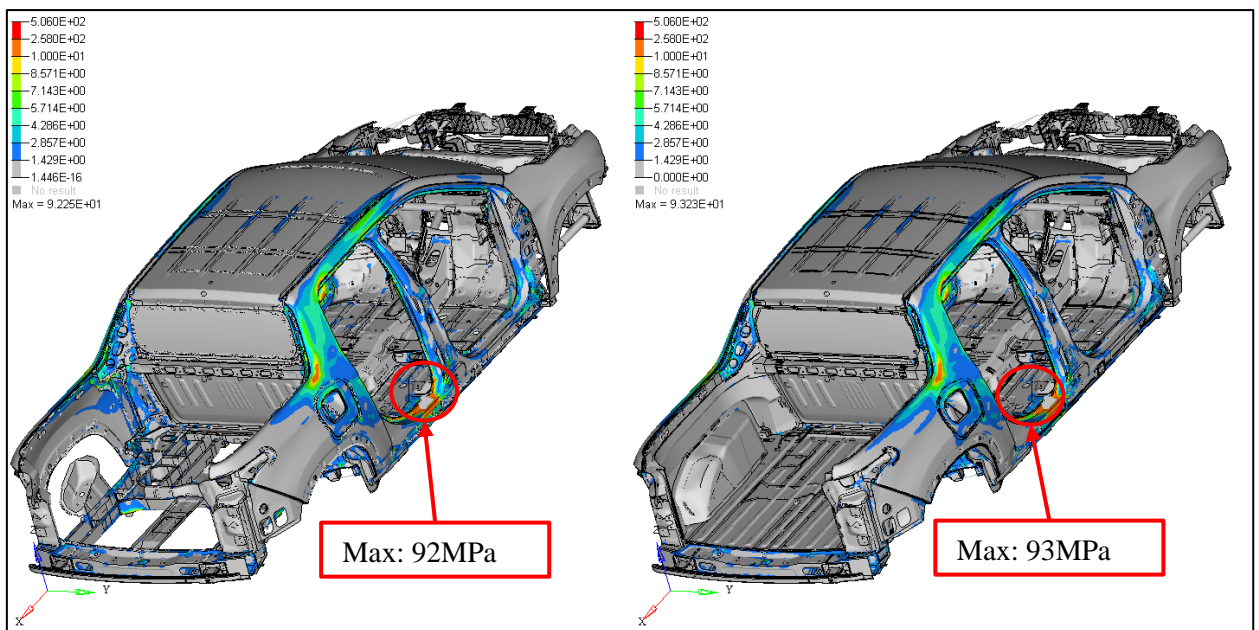 5.060E+02
2.580E+02
1.000E+01
8.571E+00
7.143E+00
5.714E+00
4.286E+00
2.857E+00
1.429E+00
1.446E-16
No result
Max = 9.225E+01
5.060E+02
2.580E+02
1.000E+01
8.571E+00
7.143E+00
5.714E+00
4.286E+00
2.857E+00
1.429E+00
0.000E+00
No result
Max = 9.323E+01
Max: 92MPa
Max: 93MPa
Z
Y
X
Z
Y
X